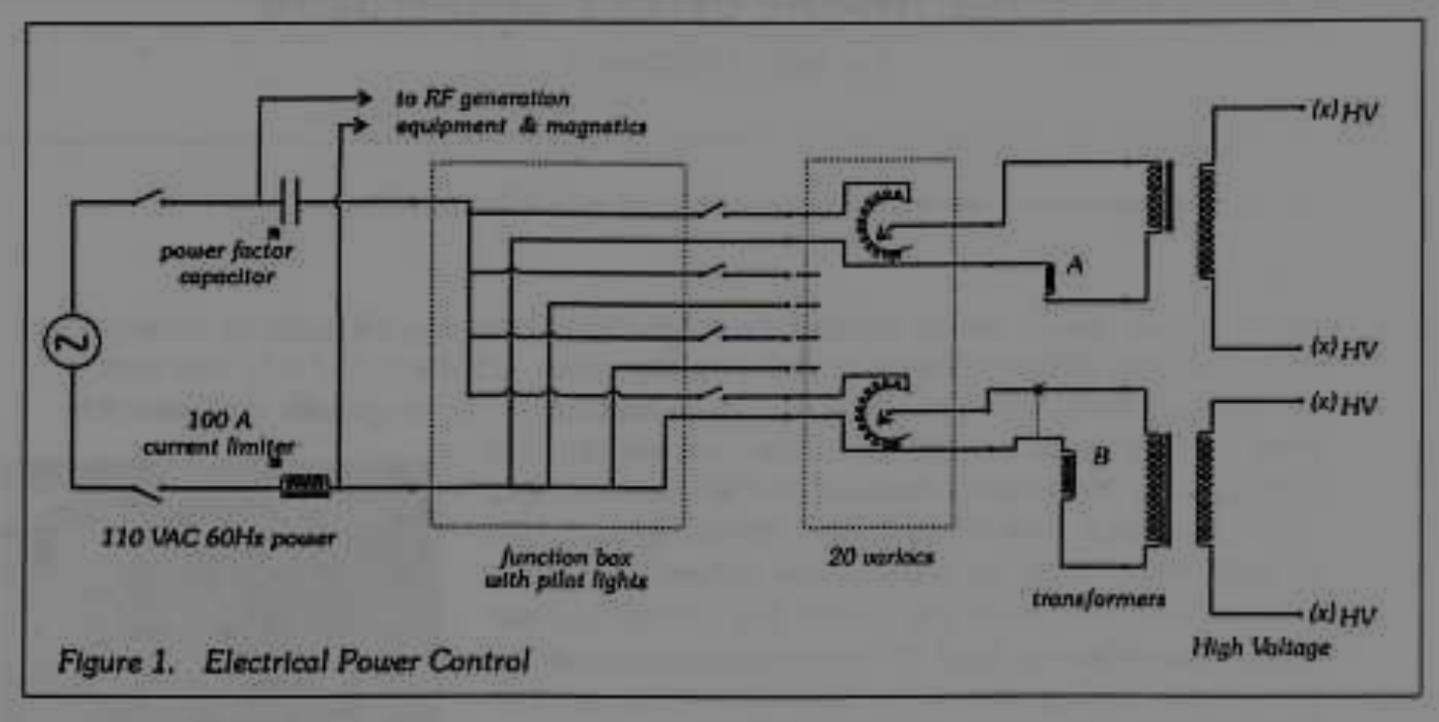 to RF generation
equipment & magnetics
power factor
capacitor
100 A
current limiter
110 VAC 60Hz power
function box
with pilot lights
20 variacs
A
B
transformers
(x) HV
(x) HV
(x) HV
(x) HV
High Voltage
Figure 1. Electrical Power Control